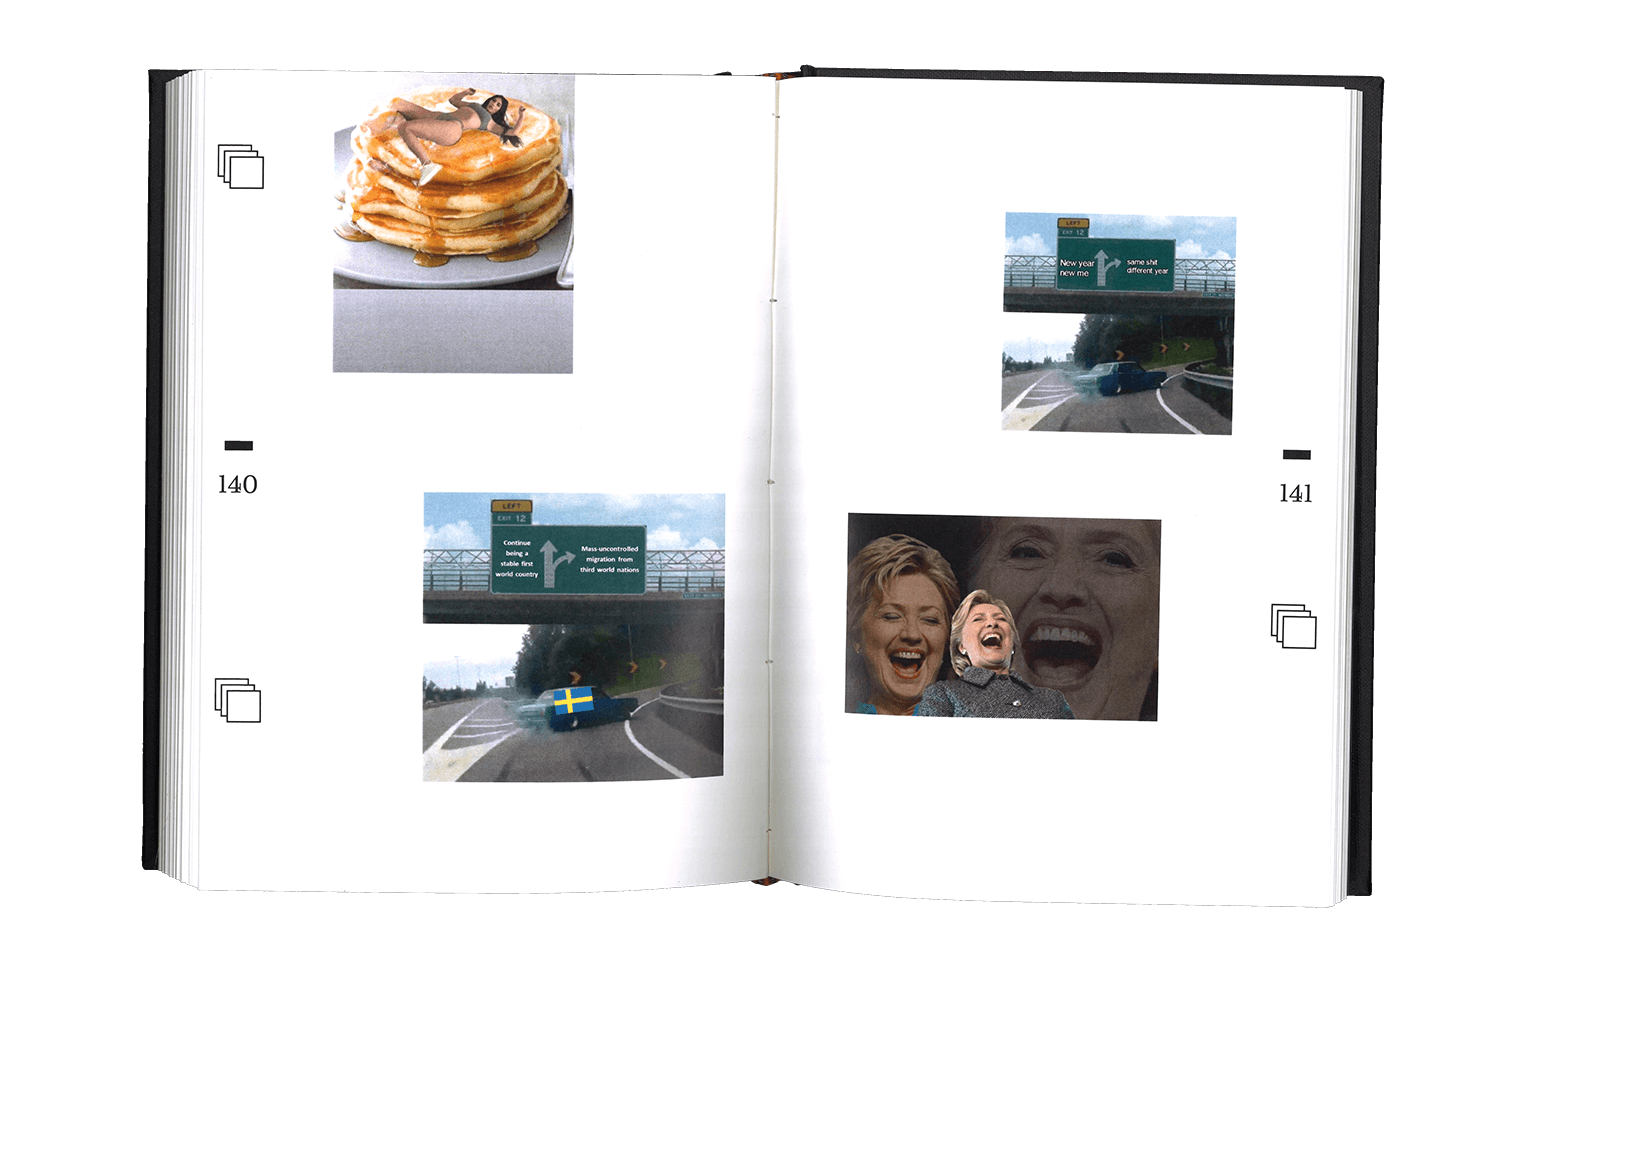 140
LEFT
EXIT 12
Continue
being a
stable first
world country
Mass-uncontrolled
migration from
third world nations
LEFT
EXIT 12
New year
new me
same shit
different year
141